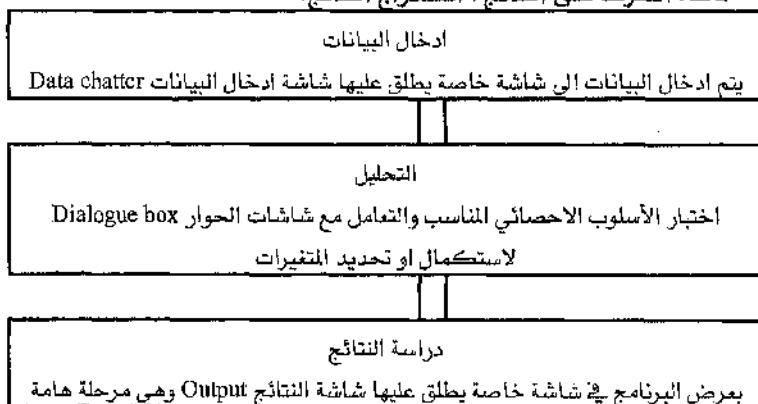 ادخال البيانات
يتم ادخال البيانات الى شاشة خاصة يطلق عليها شاشة ادخال البيانات Data chatter
التحليل
اختبار الأسلوب الاحصائي المناسب والتعامل مع شاشات الحوار Dialogue box
لاستكمال او تحديد المتغيرات
دراسة النتائج
يعرض البرنامج في شاشة خاصة يطلق عليها شاشة النتائج Output وهي مرحلة هامة